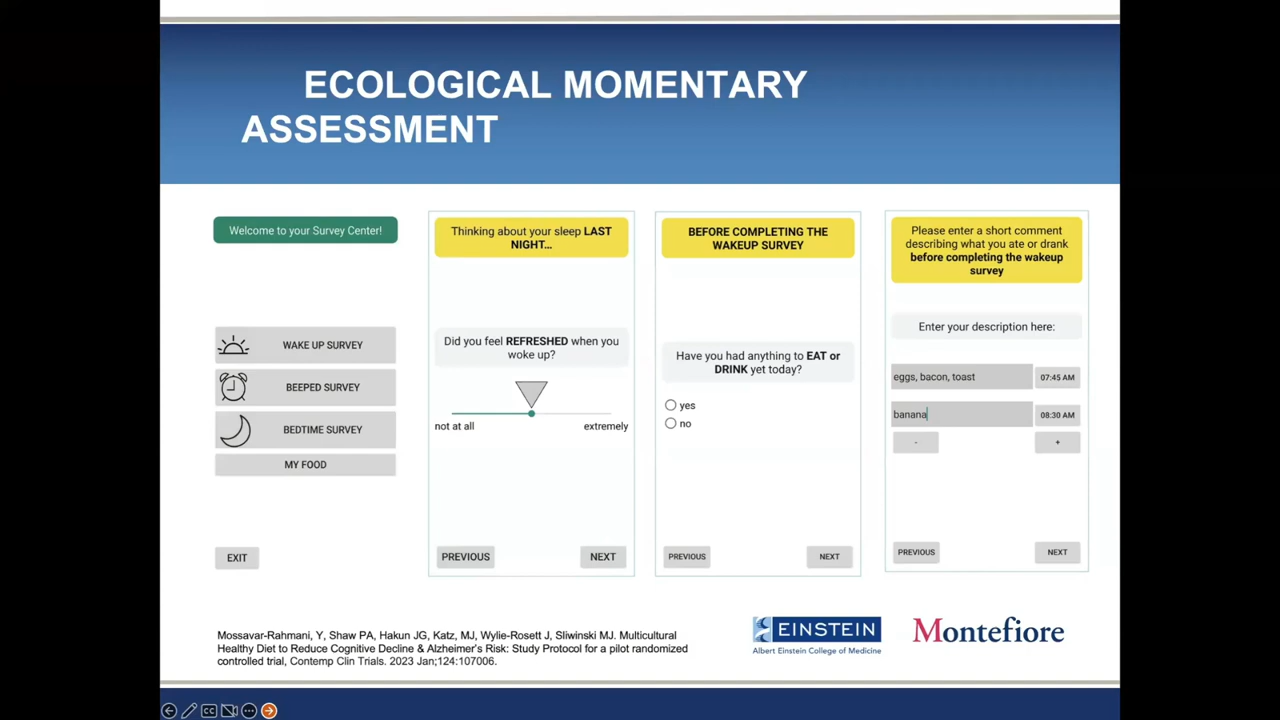 ECOLOGICAL MOMENTARY
ASSESSMENT
Welcome to your Survey Center!
WAKE UP SURVEY
BEEPED SURVEY
BEDTIME SURVEY
MY FOOD
EXIT
Thinking about your sleep LAST
NIGHT...
Did you feel REFRESHED when you
woke up?
not at all
extremely
PREVIOUS
NEXT
BEFORE COMPLETING THE
WAKEUP SURVEY
Have you had anything to EAT or
DRINK yet today?
yes
no
PREVIOUS
NEXT
Please enter a short comment
describing what you ate or drank
before completing the wakeup
survey
Enter your description here:
eggs, bacon, toast
07:45 AM
banana
08:30 AM
-
+
PREVIOUS
NEXT
Mossavar-Rahmani, Y, Shaw PA, Hakun JG, Katz, MJ, Wylie-Rosett J, Sliwinski MJ. Multicultural
Healthy Diet to Reduce Cognitive Decline & Alzheimer's Risk: Study Protocol for a pilot randomized
controlled trial, Contemp Clin Trials. 2023 Jan;124:107006.
EINSTEIN
Albert Einstein College of Medicine
Montefiore
CC